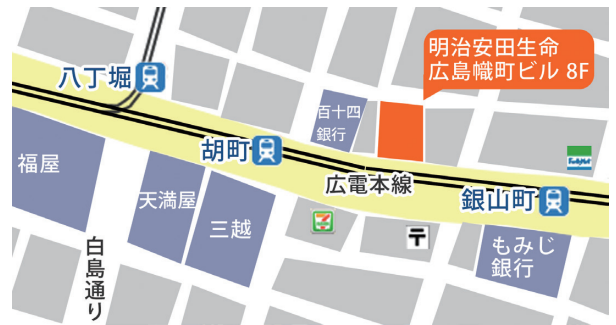 明治安田生命
広島幟町ビル 8F
八丁堀
百十四
銀行
胡町
福屋
広電本線
天満屋
銀山町
三越
もみじ
銀行
白島通り
FamilyMart